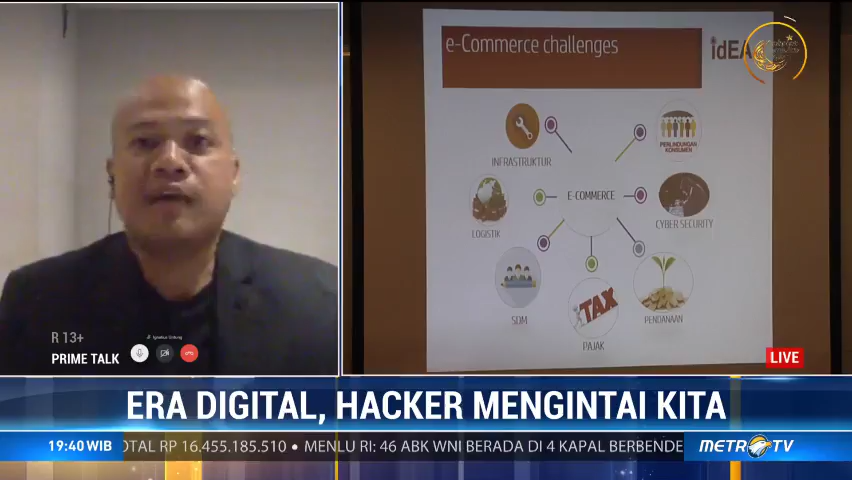 e-Commerce challenges
idEA
INFRASTRUKTUR
PERLINDUNGAN
KONSUMEN
E-COMMERCE
LOGISTIK
CYBER SECURITY
SDM
TAX
PAJAK
PENDANAAN
R 13+
PRIME TALK
LIVE
ERA DIGITAL, HACKER MENGINTAI KITA
19:40 WIB
OTAL RP 16.455.185.510 • MENLU RI: 46 ABK WNI BERADA DI 4 KAPAL BERBENDE
METRO TV